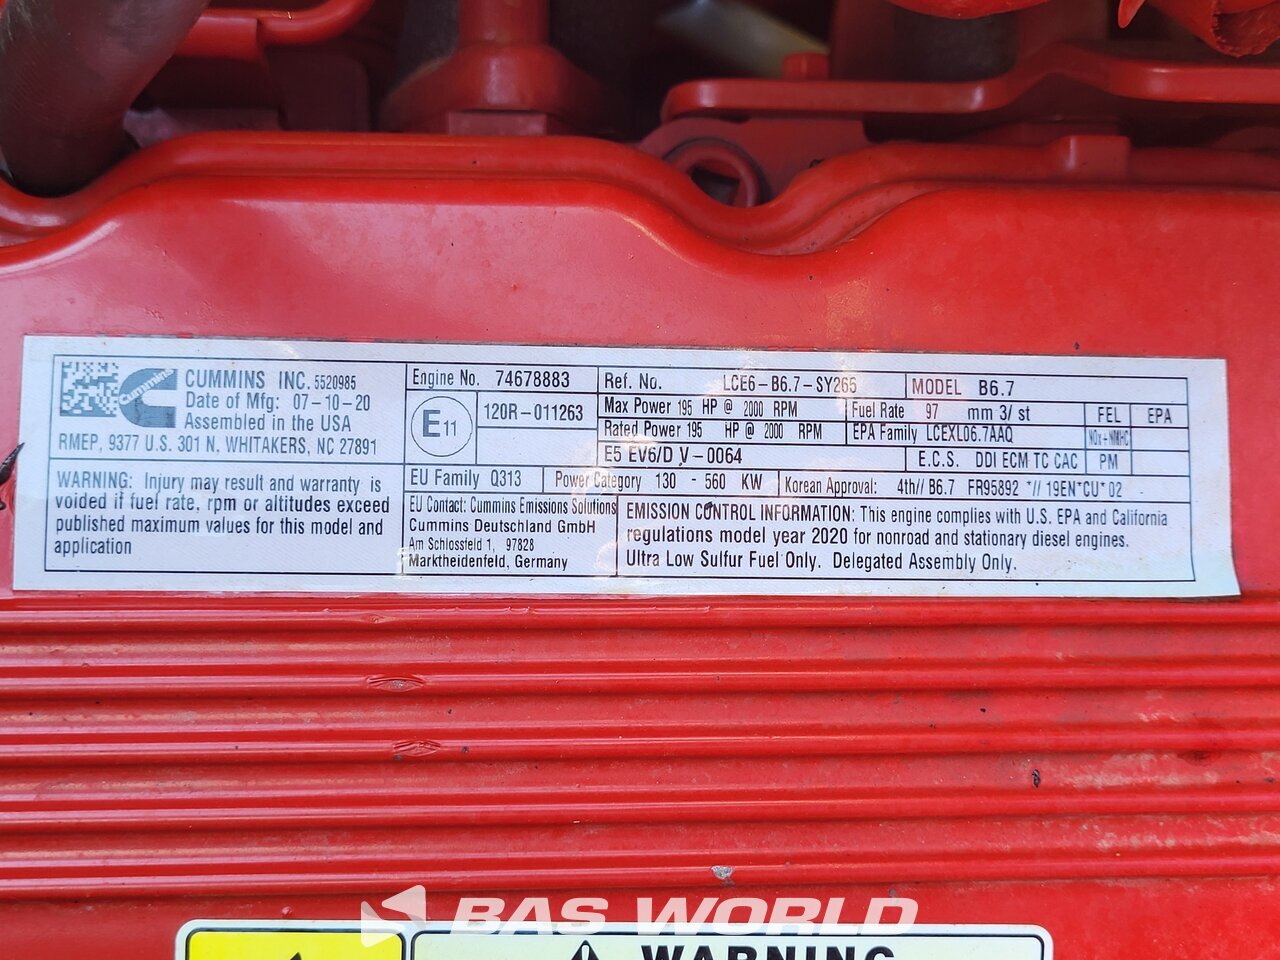 Cummins
CUMMINS INC. 5520985
Date of Mfg: 07-10-20
Assembled in the USA
RMEP, 9377 U.S. 301 N, WHITAKERS, NC 27891
WARNING: Injury may result and warranty is
voided if fuel rate, rpm or altitudes exceed
published maximum values for this model and
application
Engine No. 74678883
E11
120R-011263
EU Family Q313
Power Category 130 - 560 KW
EU Contact: Cummins Emissions Solutions
Cummins Deutschland GmbH
Am Schlossfeld 1, 97828
Marktheidenfeld, Germany
Ref. No. LCE6-B6.7-SY265
MODEL B6.7
Max Power 195 HP @ 2000 RPM
Fuel Rate 97 mm 3/ st
FEL EPA
Rated Power 195 HP @ 2000 RPM
EPA Family LCEXL06.7AAQ
NOx+NMHC
E5 EV6/D V-0064
E.C.S. DDI ECM TC CAC
PM
Korean Approval: 4th// B6.7 FR95892 *// 19EN*CU*02 -
EMISSION CONTROL INFORMATION: This engine complies with U.S. EPA and California
regulations model year 2020 for nonroad and stationary diesel engines.
Ultra Low Sulfur Fuel Only. Delegated Assembly Only.
BAS WORLD
WARNING